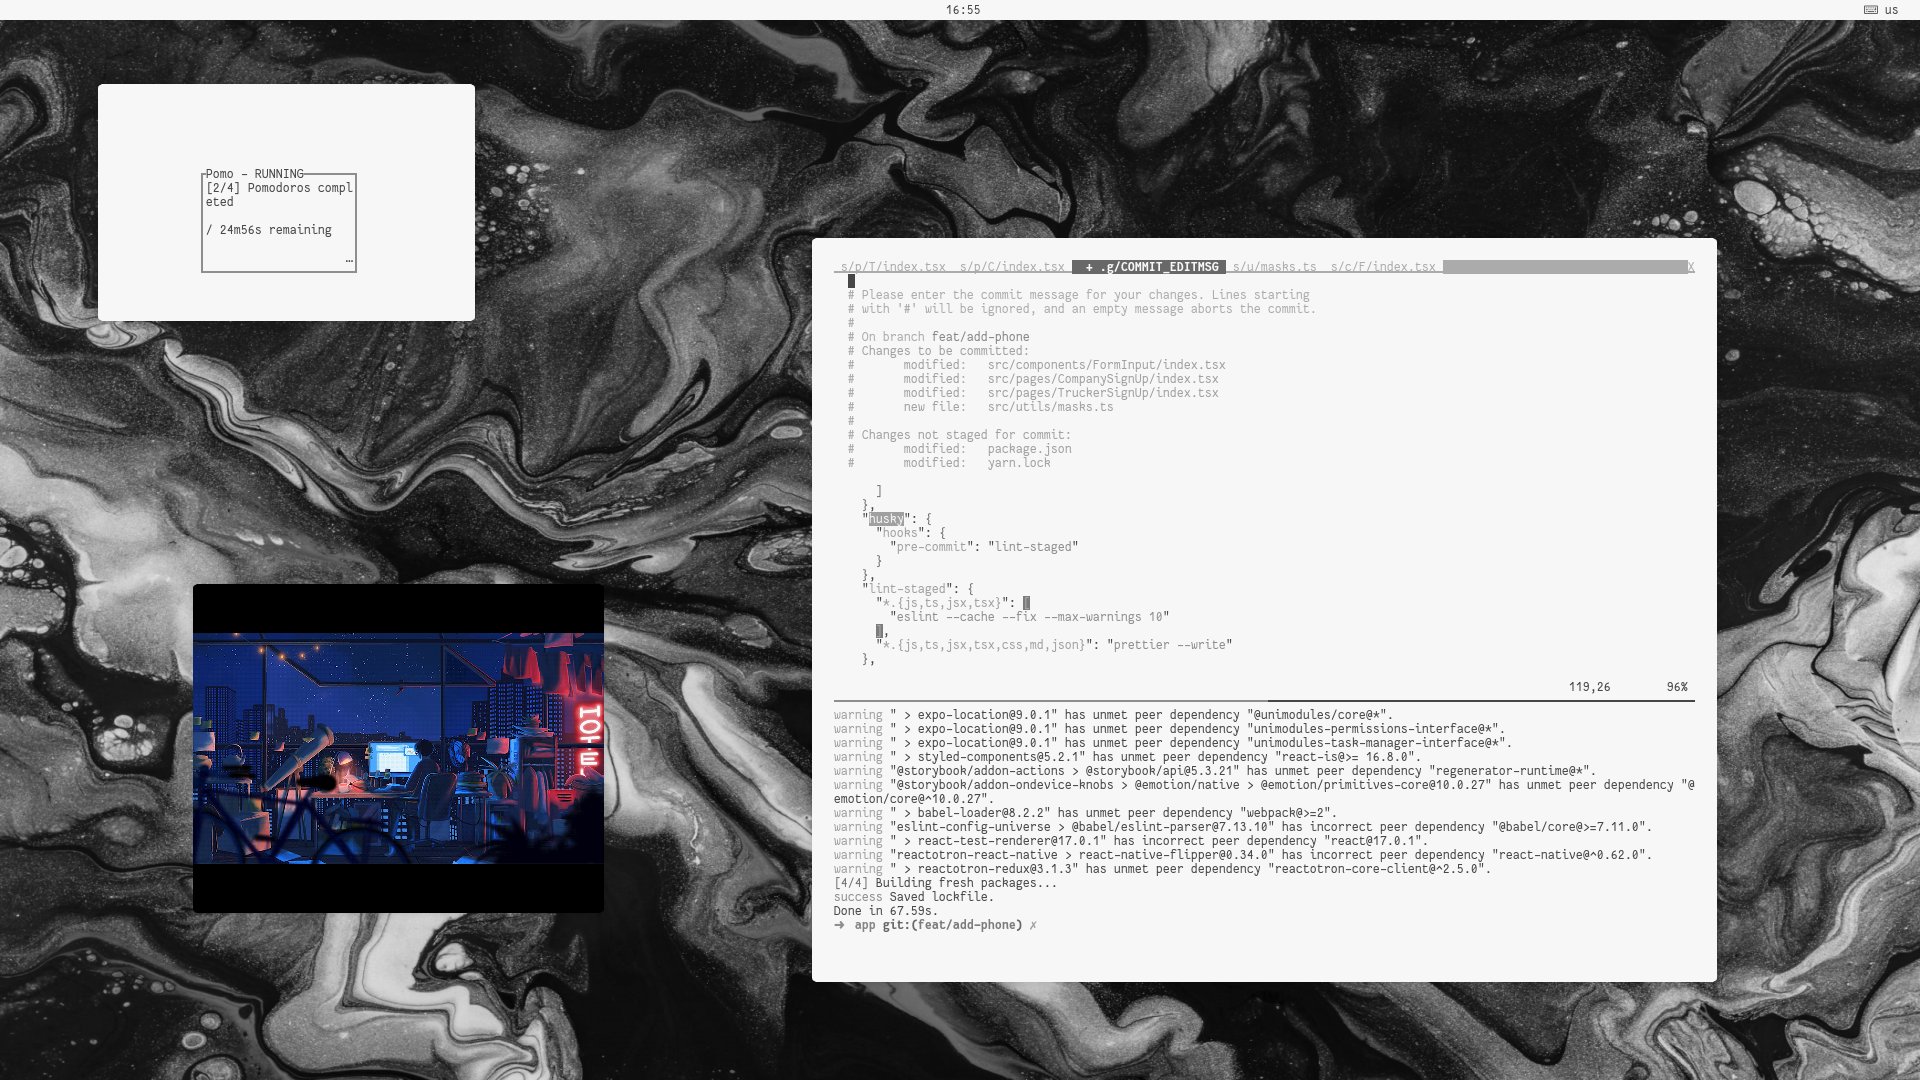 16:55
us
Pomo - RUNNING
[2/4] Pomodoros compl
eted
/ 24m56s remaining
…
s/p/T/index.tsx  s/p/C/index.tsx  + .g/COMMIT_EDITMSG  s/u/masks.ts  s/c/F/index.tsx  X
# Please enter the commit message for your changes. Lines starting
# with '#' will be ignored, and an empty message aborts the commit.
#
# On branch feat/add-phone
# Changes to be committed:
#       modified:   src/components/FormInput/index.tsx
#       modified:   src/pages/CompanySignUp/index.tsx
#       modified:   src/pages/TruckerSignUp/index.tsx
#       new file:   src/utils/masks.ts
#
# Changes not staged for commit:
#       modified:   package.json
#       modified:   yarn.lock
]
},
"husky": {
"hooks": {
"pre-commit": "lint-staged"
}
},
"lint-staged": {
"*.{js,ts,jsx,tsx}": [
"eslint --cache --fix --max-warnings 10"
],
"*.{js,ts,jsx,tsx,css,md,json}": "prettier --write"
},
119,26        96%
warning " > expo-location@9.0.1" has unmet peer dependency "@unimodules/core@*".
warning " > expo-location@9.0.1" has unmet peer dependency "unimodules-permissions-interface@*".
warning " > expo-location@9.0.1" has unmet peer dependency "unimodules-task-manager-interface@*".
warning " > styled-components@5.2.1" has unmet peer dependency "react-is@>= 16.8.0".
warning "@storybook/addon-actions > @storybook/api@5.3.21" has unmet peer dependency "regenerator-runtime@*".
warning "@storybook/addon-ondevice-knobs > @emotion/native > @emotion/primitives-core@10.0.27" has unmet peer dependency "@
emotion/core@^10.0.27".
warning " > babel-loader@8.2.2" has unmet peer dependency "webpack@>=2".
warning "eslint-config-universe > @babel/eslint-parser@7.13.10" has incorrect peer dependency "@babel/core@>=7.11.0".
warning " > react-test-renderer@17.0.1" has incorrect peer dependency "react@17.0.1".
warning "reactotron-react-native > react-native-flipper@0.34.0" has incorrect peer dependency "react-native@^0.62.0".
warning " > reactotron-redux@3.1.3" has unmet peer dependency "reactotron-core-client@^2.5.0".
[4/4] Building fresh packages...
success Saved lockfile.
Done in 67.59s.
➜  app git:(feat/add-phone) ✗
HOTE